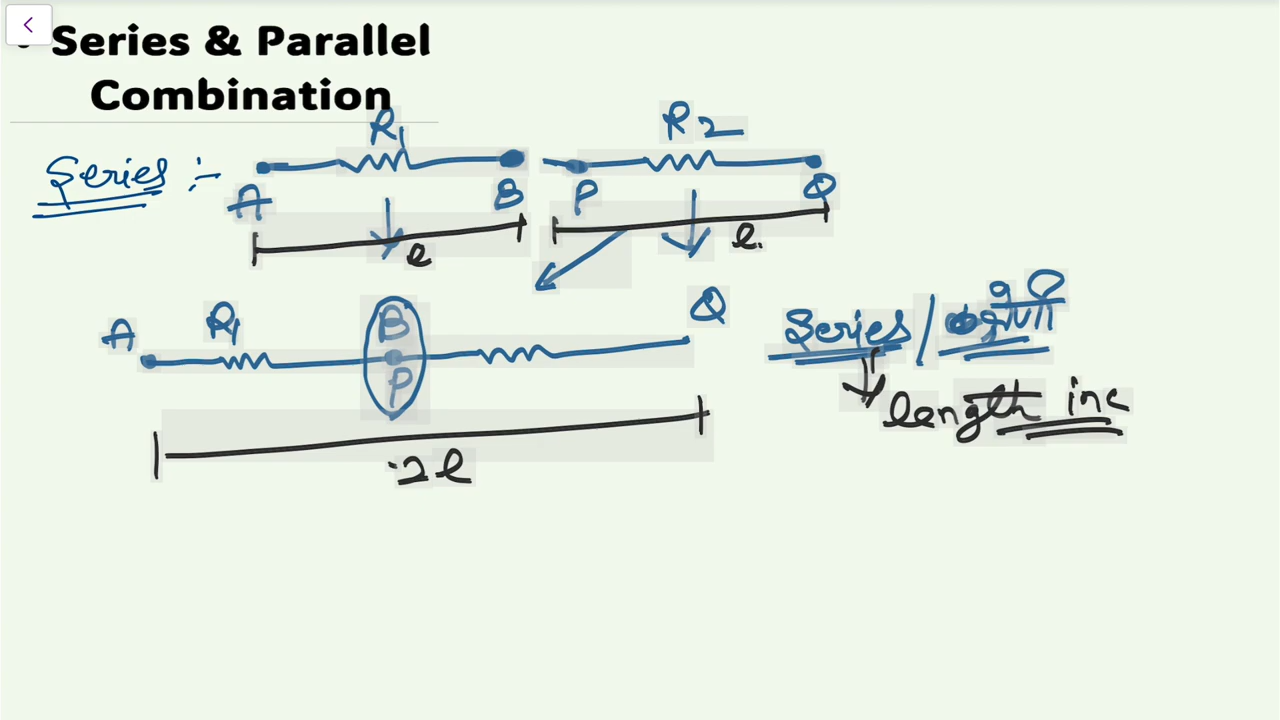 • Series & Parallel
Combination
R1 R2
Series :-
A B P Q
l l
A R1 B Q
P
Series /
length inc
2l